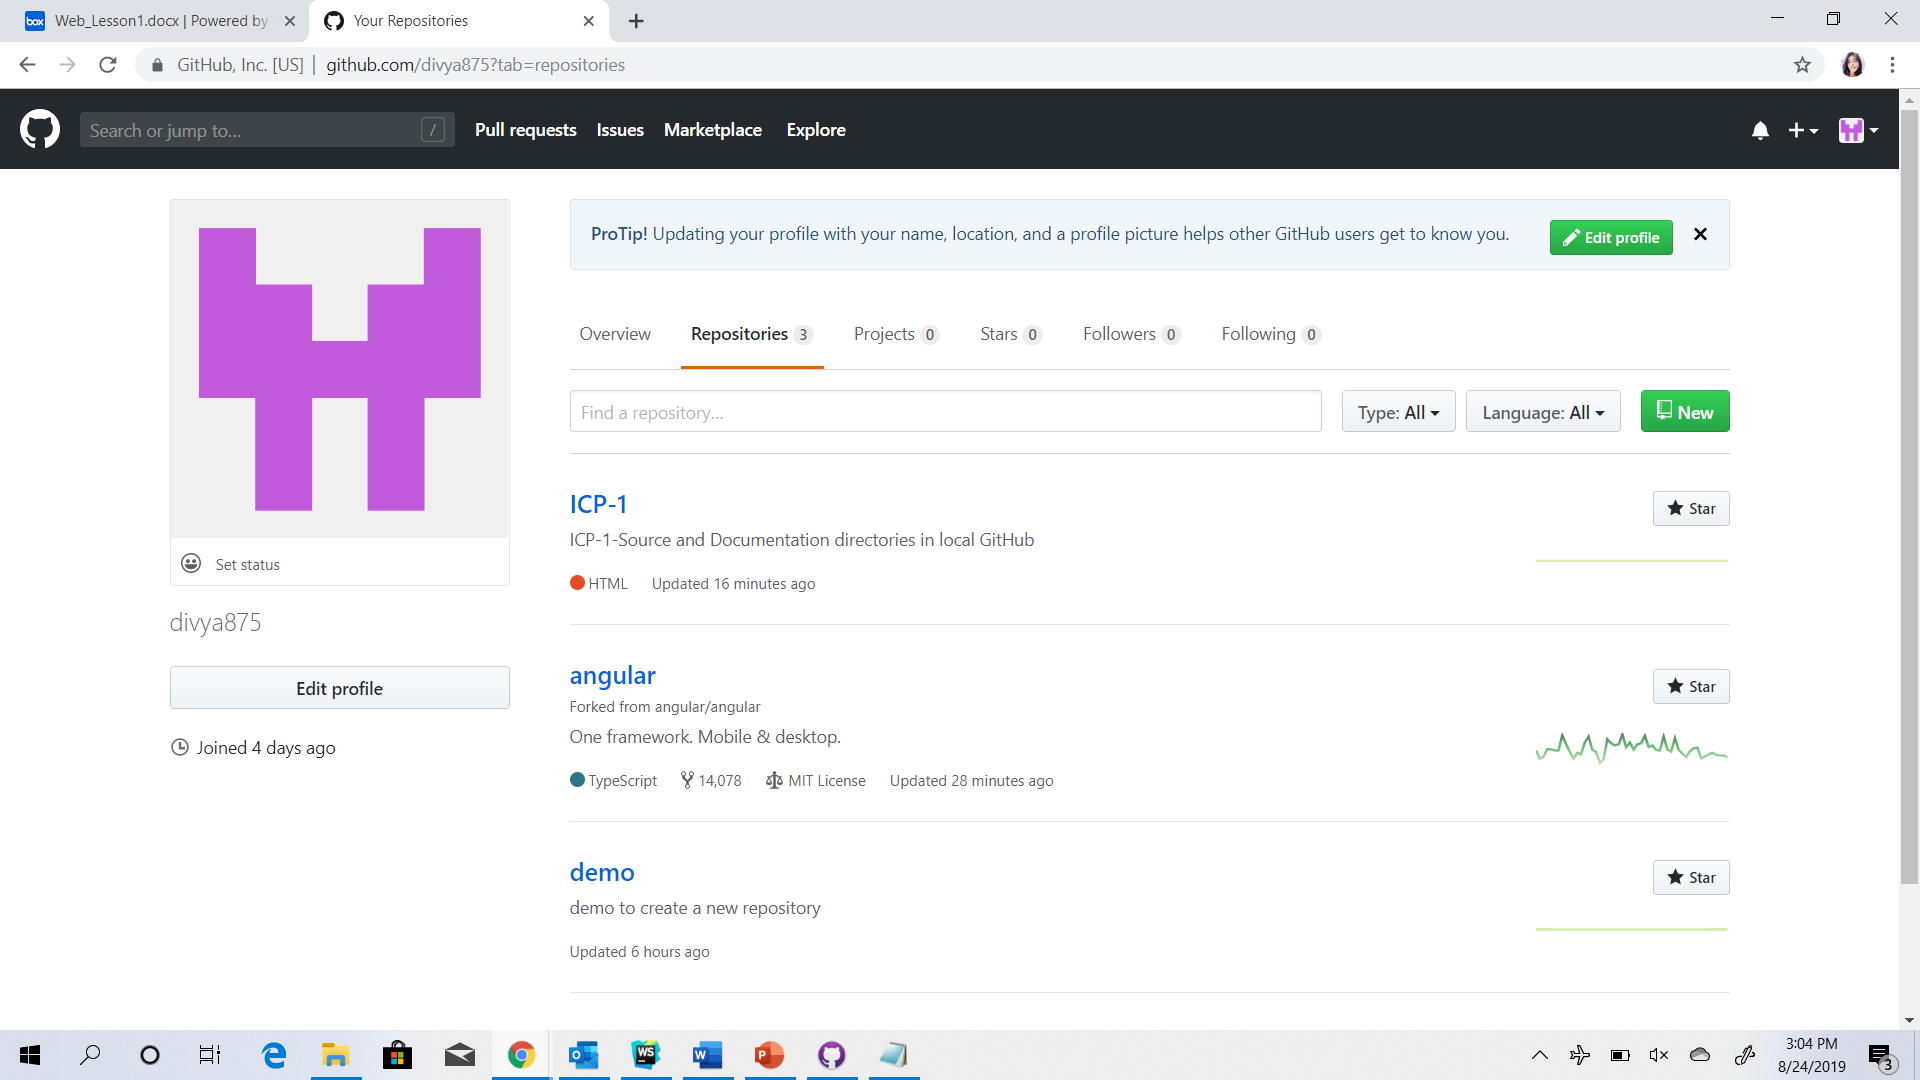 box Web_Lesson1.docx | Powered by
Your Repositories
GitHub, Inc. [US] | github.com/divya875?tab=repositories
Search or jump to... /
Pull requests Issues Marketplace Explore
ProTip! Updating your profile with your name, location, and a profile picture helps other GitHub users get to know you.
Edit profile
Overview Repositories 3 Projects 0 Stars 0 Followers 0 Following 0
Find a repository...
Type: All
Language: All
New
ICP-1
Star
ICP-1-Source and Documentation directories in local GitHub
HTML Updated 16 minutes ago
Set status
divya875
Edit profile
Joined 4 days ago
angular
Star
Forked from angular/angular
One framework. Mobile & desktop.
TypeScript 14,078 MIT License Updated 28 minutes ago
demo
Star
demo to create a new repository
Updated 6 hours ago
WS
3:04 PM
8/24/2019
3